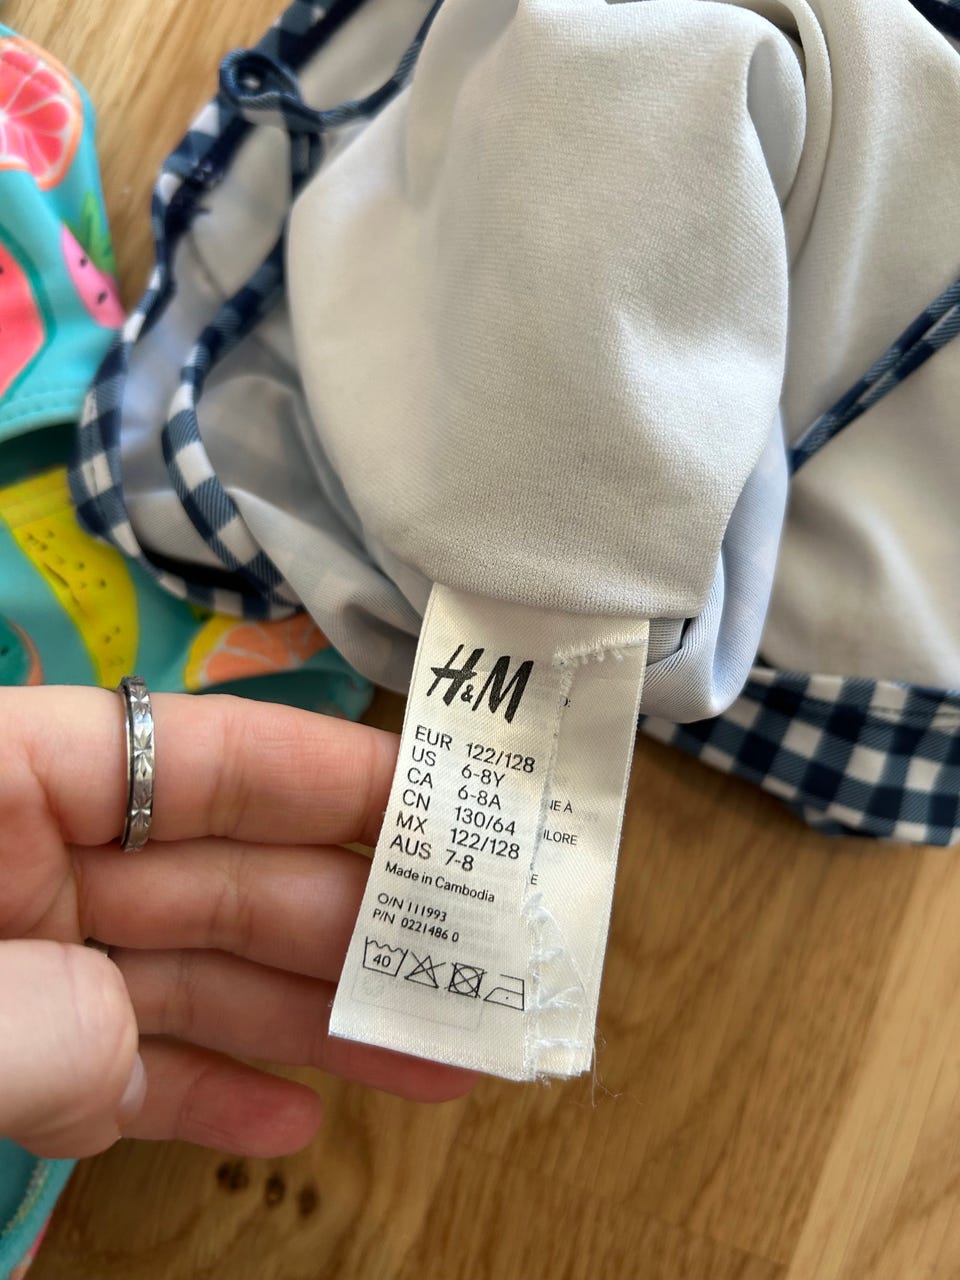 H&M
EUR 122/128
US 6-8Y
CA 6-8A
CN 130/64
MX 122/128
AUS 7-8
Made in Cambodia
O/N 111993
P/N 0221486 0
40